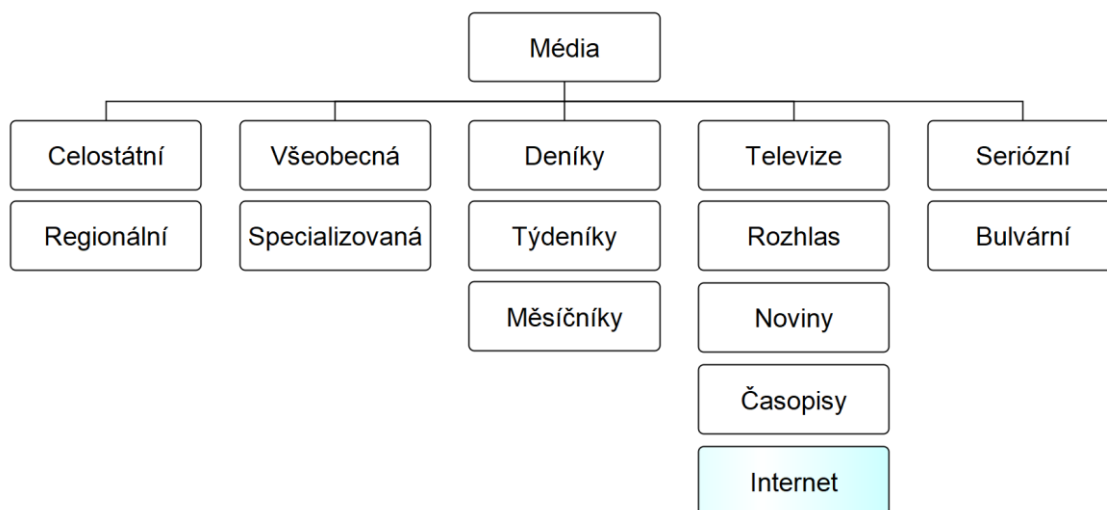 Média
Celostátní
Všeobecná
Deníky
Televize
Seriózní
Regionální
Specializovaná
Týdeníky
Rozhlas
Bulvární
Měsíčníky
Noviny
Časopisy
Internet